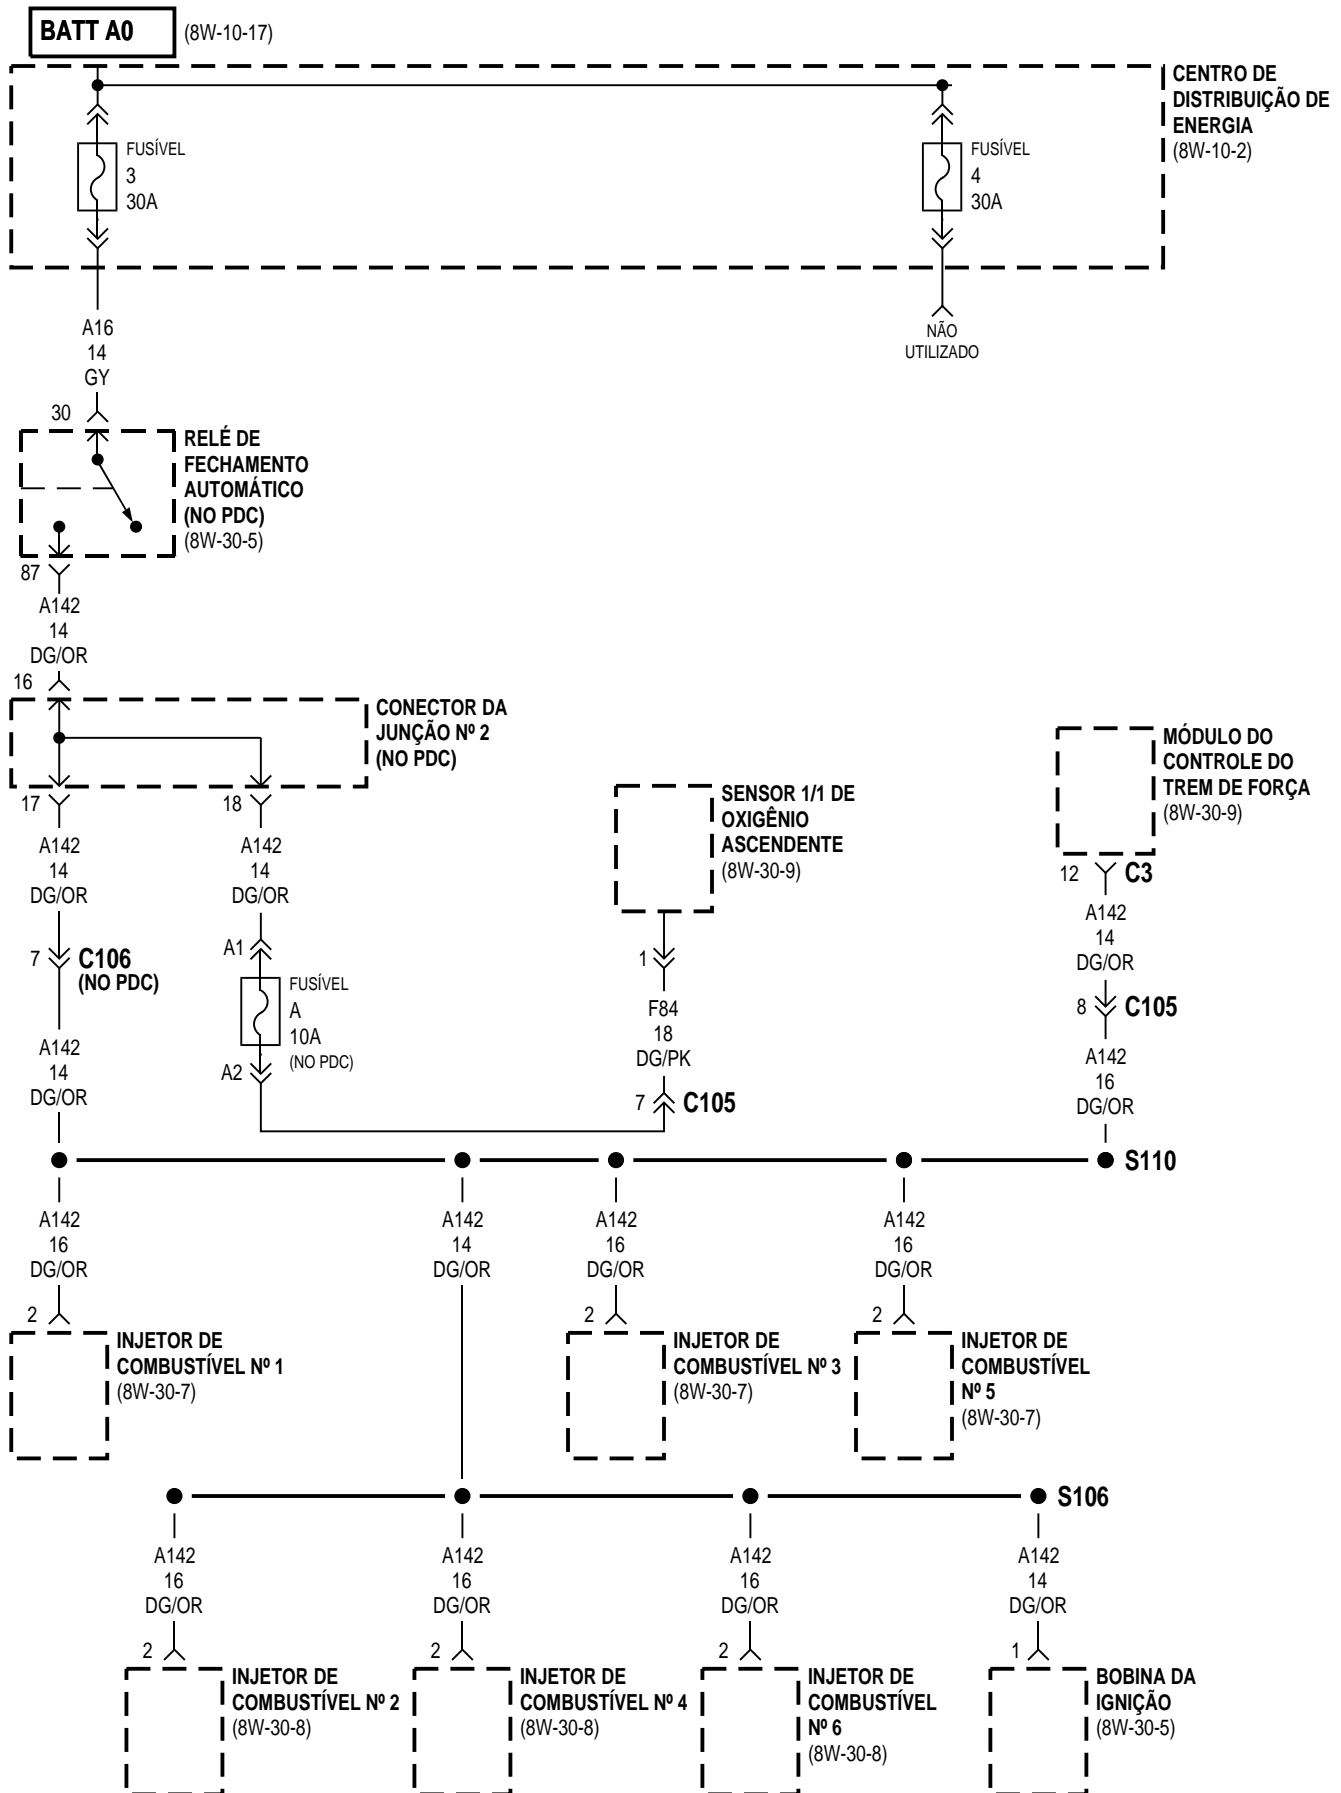 BATT A0 (8W-10-17)
CENTRO DE
DISTRIBUIÇÃO DE
ENERGIA
(8W-10-2)
FUSÍVEL
3
30A
FUSÍVEL
4
30A
A16
14
GY
NÃO
UTILIZADO
30
RELÉ DE
FECHAMENTO
AUTOMÁTICO
(NO PDC)
(8W-30-5)
87
A142
14
DG/OR
16
CONECTOR DA
JUNÇÃO Nº 2
(NO PDC)
17
18
A142
14
DG/OR
A142
14
DG/OR
7
C106
(NO PDC)
A1
FUSÍVEL
A
10A
(NO PDC)
A2
A142
14
DG/OR
SENSOR 1/1 DE
OXIGÊNIO
ASCENDENTE
(8W-30-9)
1
F84
18
DG/PK
7 C105
MÓDULO DO
CONTROLE DO
TREM DE FORÇA
(8W-30-9)
12 C3
A142
14
DG/OR
8 C105
A142
16
DG/OR
S110
A142
16
DG/OR
A142
14
DG/OR
A142
16
DG/OR
A142
16
DG/OR
2
INJETOR DE
COMBUSTÍVEL Nº 1
(8W-30-7)
2
INJETOR DE
COMBUSTÍVEL Nº 3
(8W-30-7)
2
INJETOR DE
COMBUSTÍVEL
Nº 5
(8W-30-7)
S106
A142
16
DG/OR
A142
16
DG/OR
A142
16
DG/OR
A142
14
DG/OR
2
INJETOR DE
COMBUSTÍVEL Nº 2
(8W-30-8)
2
INJETOR DE
COMBUSTÍVEL Nº 4
(8W-30-8)
2
INJETOR DE
COMBUSTÍVEL
Nº 6
(8W-30-8)
1
BOBINA DA
IGNIÇÃO
(8W-30-5)